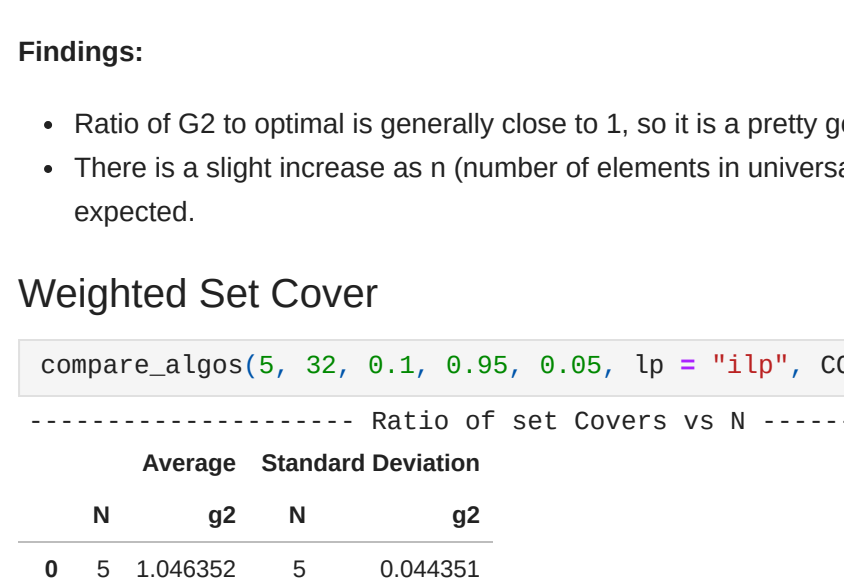 Findings:
Ratio of G2 to optimal is generally close to 1, so it is a pretty
There is a slight increase as n (number of elements in
expected.
Weighted Set Cover
compare_algos(5, 32, 0.1, 0.95, 0.05, lp = "ilp",
--------------------- Ratio of set Covers vs N ------
Average Standard Deviation
N g2 N g2
0 5 1.046352 5 0.044351